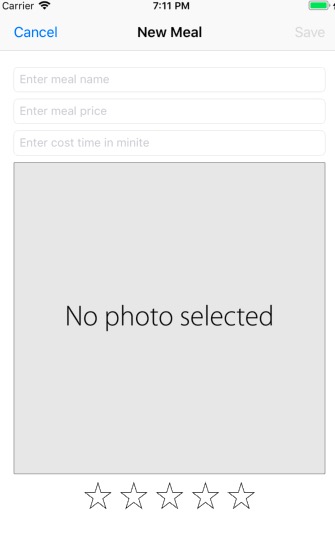 Carrier 7:11 PM
Cancel New Meal Save
Enter meal name
Enter meal price
Enter cost time in minite
No photo selected